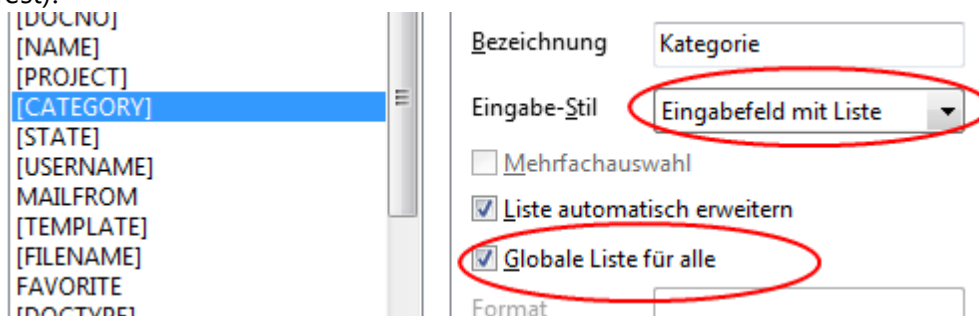 est).
[DOCNO]
[NAME]
[PROJECT]
[CATEGORY]
[STATE]
[USERNAME]
MAILFROM
[TEMPLATE]
[FILENAME]
FAVORITE
[DOCTYPE]
Bezeichnung Kategorie
Eingabe-Stil Eingabefeld mit Liste
Mehrfachauswahl
Liste automatisch erweitern
Globale Liste für alle
Format